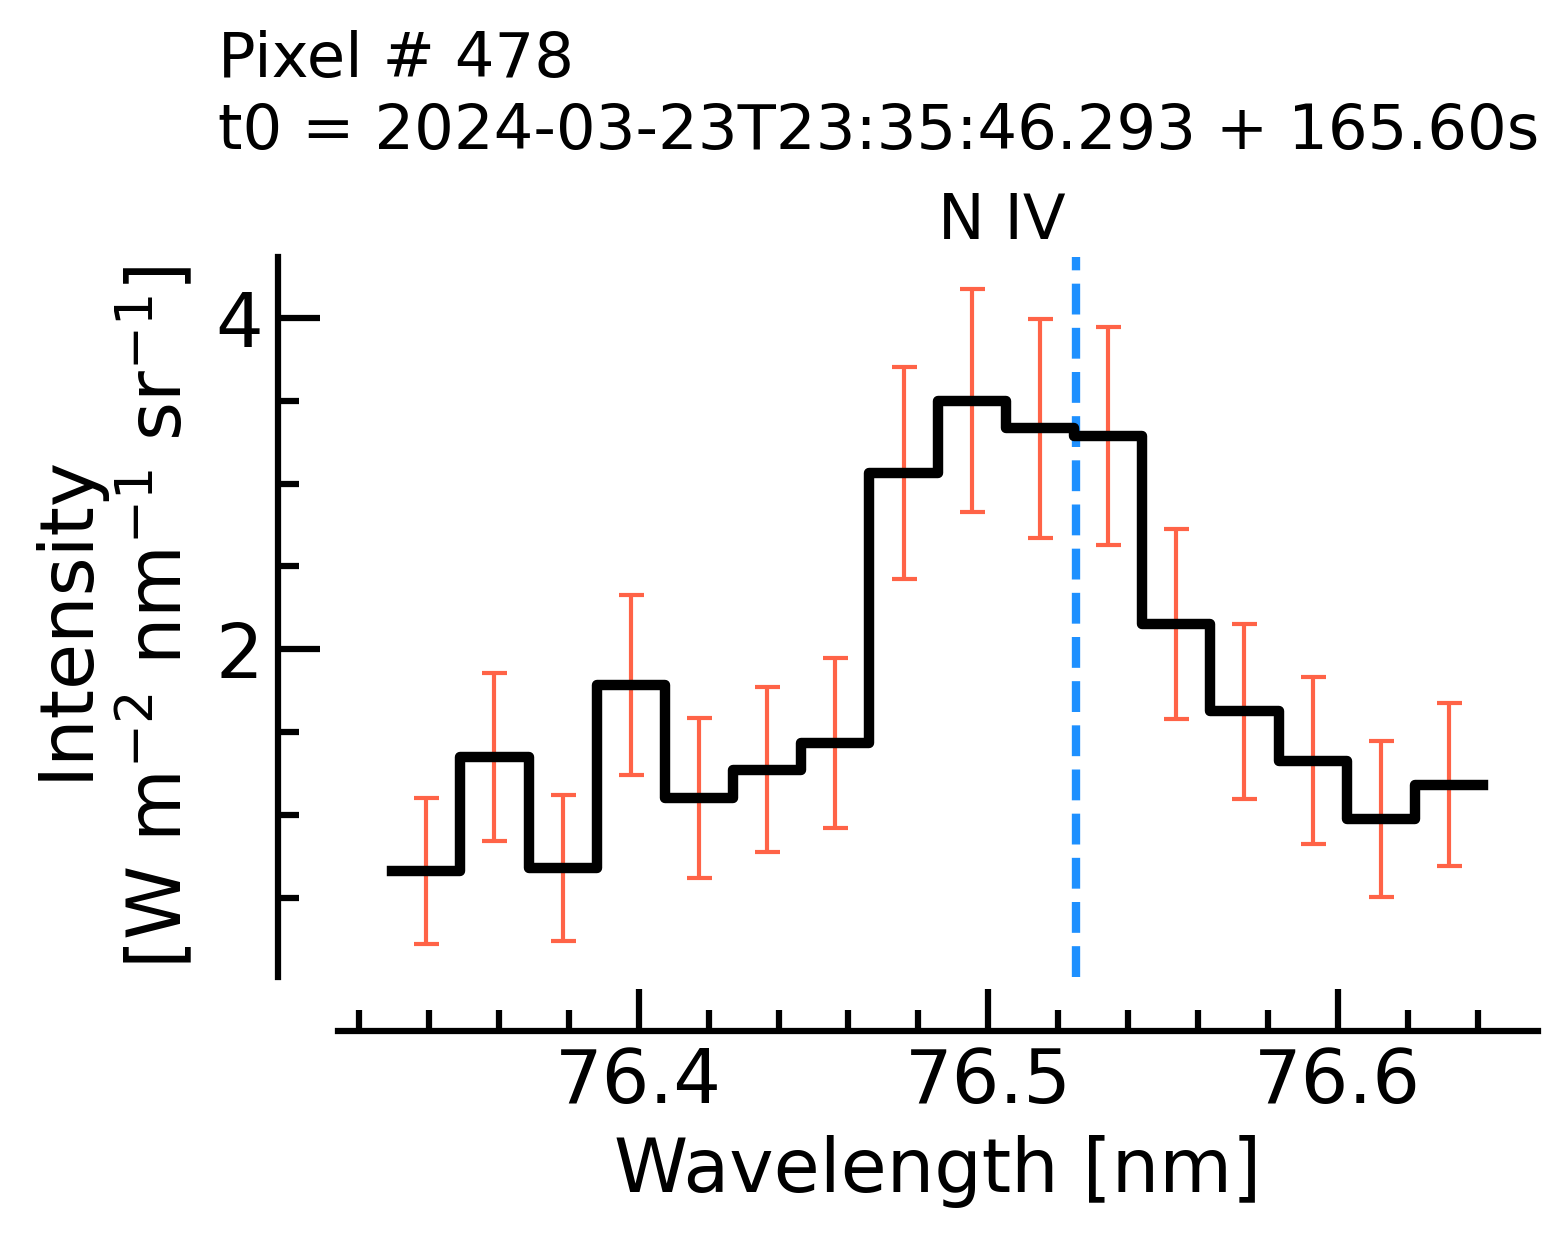 Pixel # 478
t0 = 2024-03-23T23:35:46.293 + 165.60s
N IV
Intensity
[W m⁻² nm⁻¹ sr⁻¹]
4
2
76.4 76.5 76.6
Wavelength [nm]